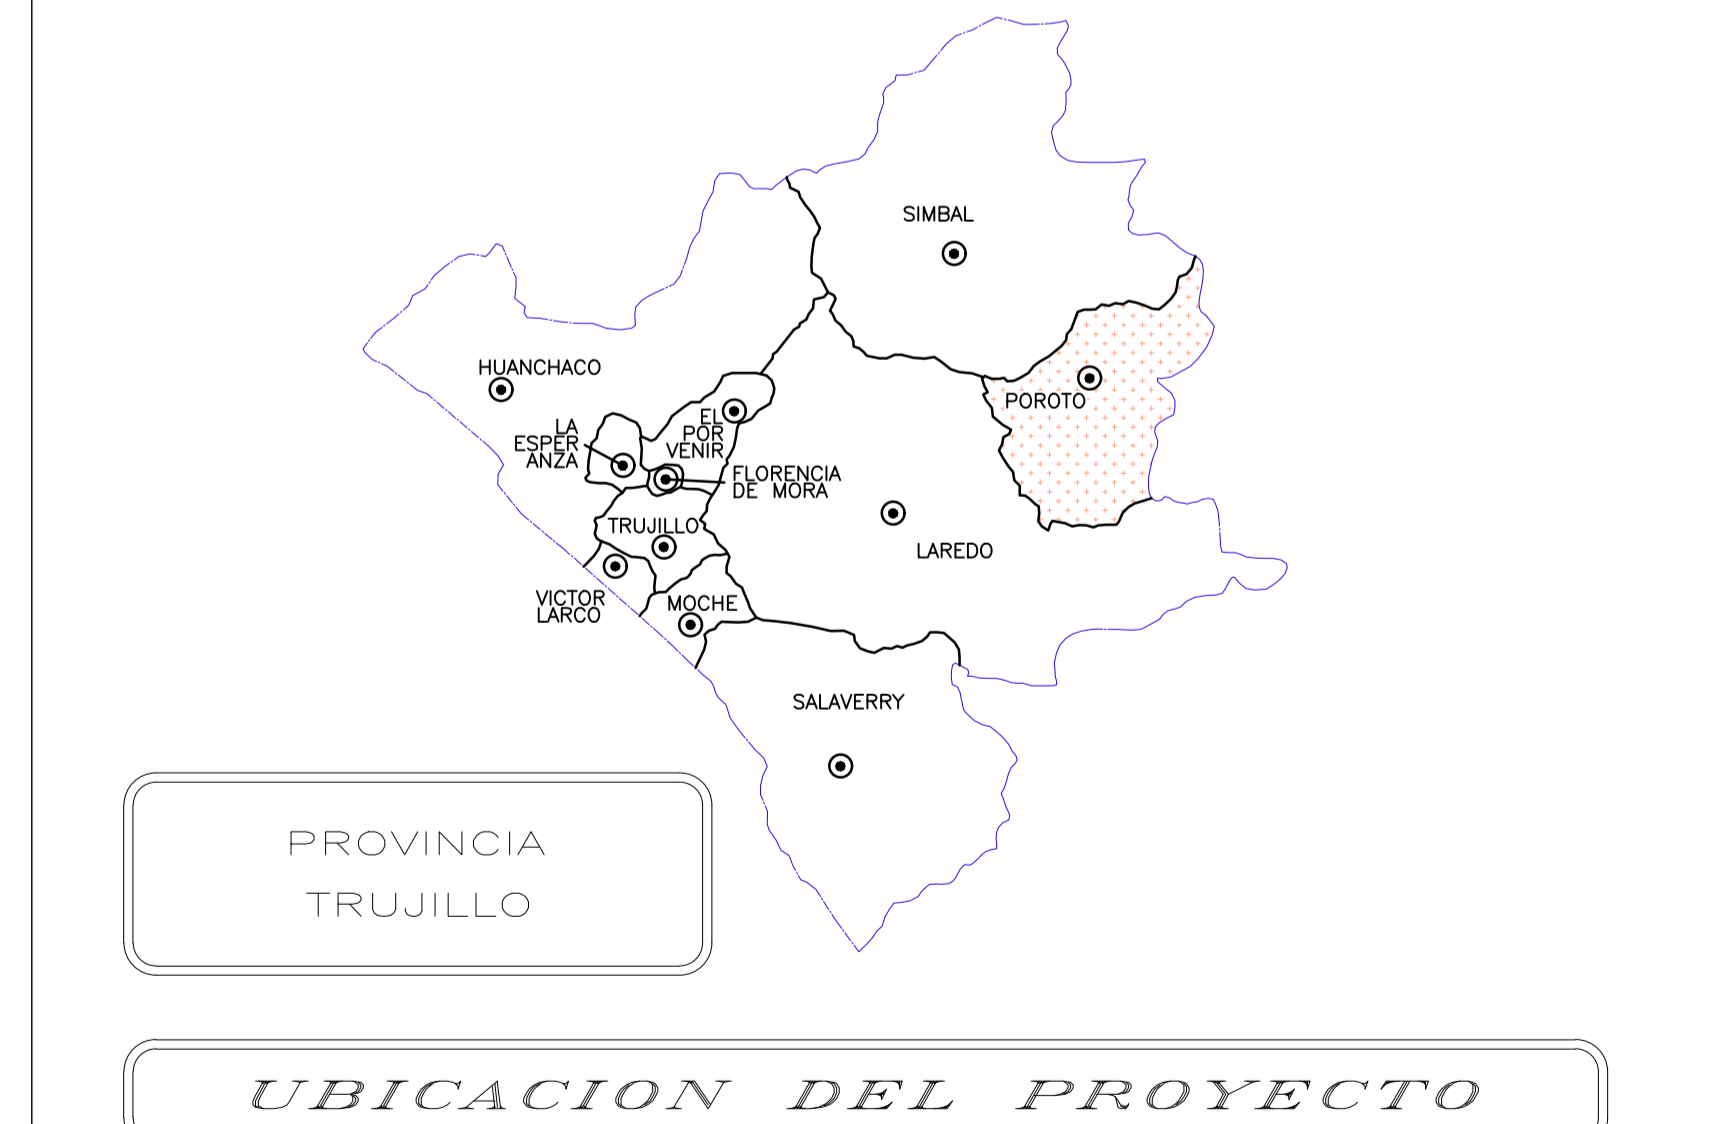 SIMBAL
HUANCHACO
POROTO
LA
ESPER
ANZA
EL
POR
VENIR
FLORENCIA
DE MORA
TRUJILLO
LAREDO
VICTOR
LARCO
MOCHE
SALAVERRY
PROVINCIA
TRUJILLO
UBICACION DEL PROYECTO